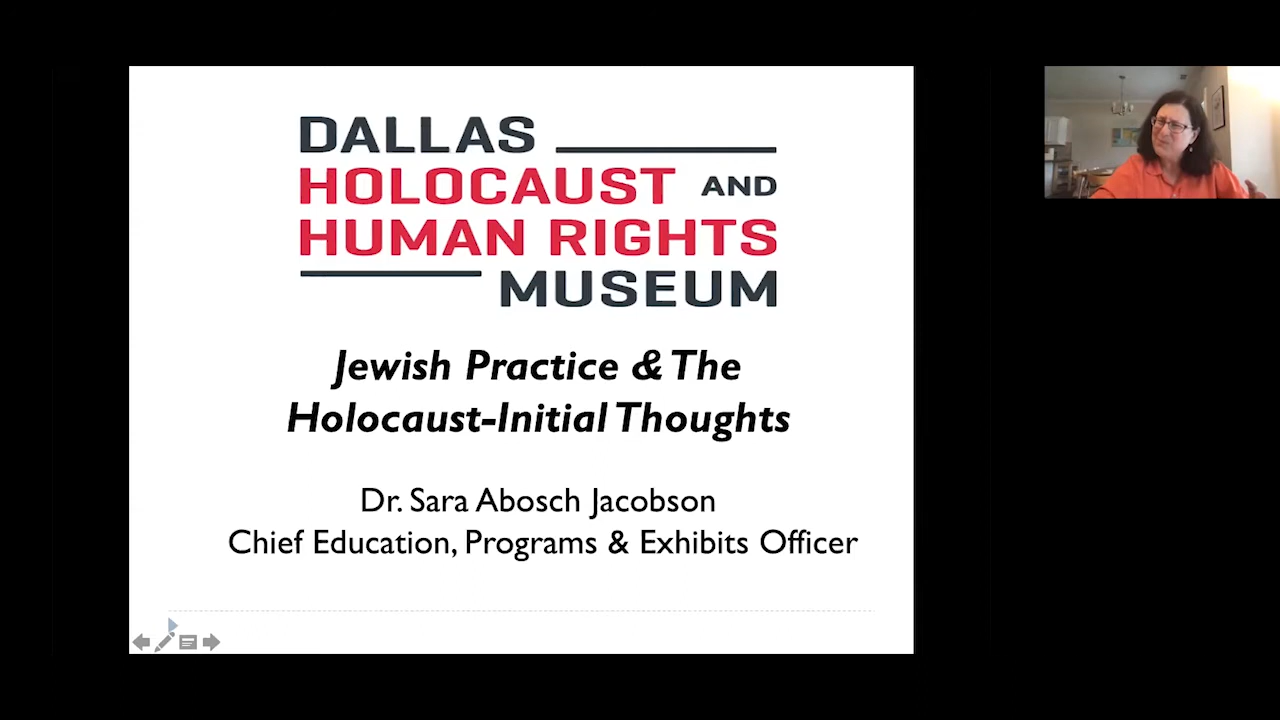 DALLAS
HOLOCAUST AND
HUMAN RIGHTS
MUSEUM
Jewish Practice & The
Holocaust-Initial Thoughts
Dr. Sara Abosch Jacobson
Chief Education, Programs & Exhibits Officer